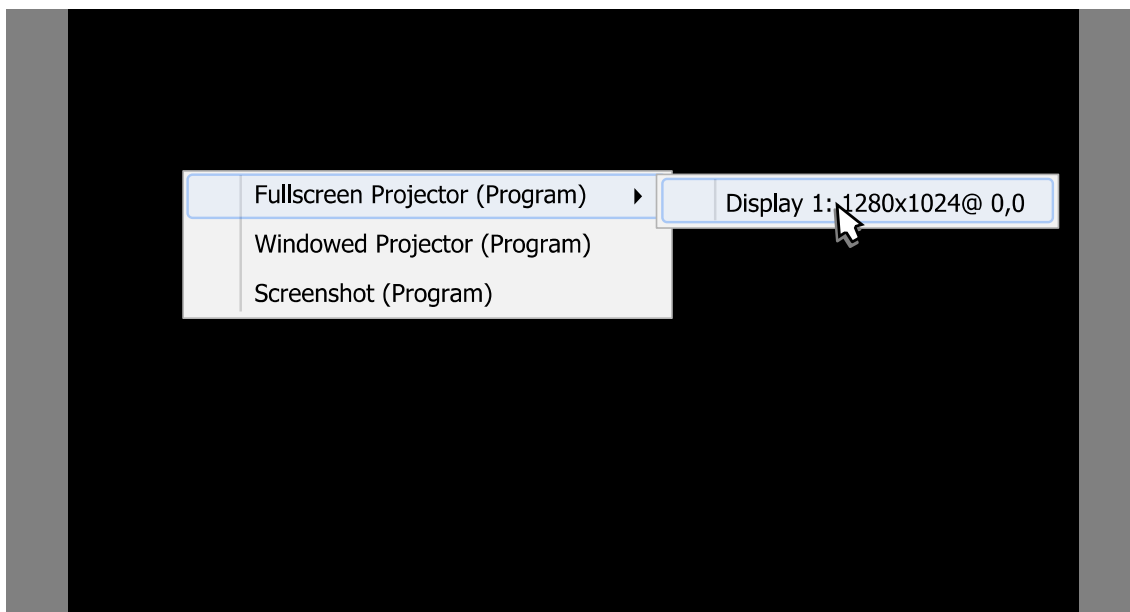 Fullscreen Projector (Program)
Display 1: 1280x1024@ 0,0
Windowed Projector (Program)
Screenshot (Program)